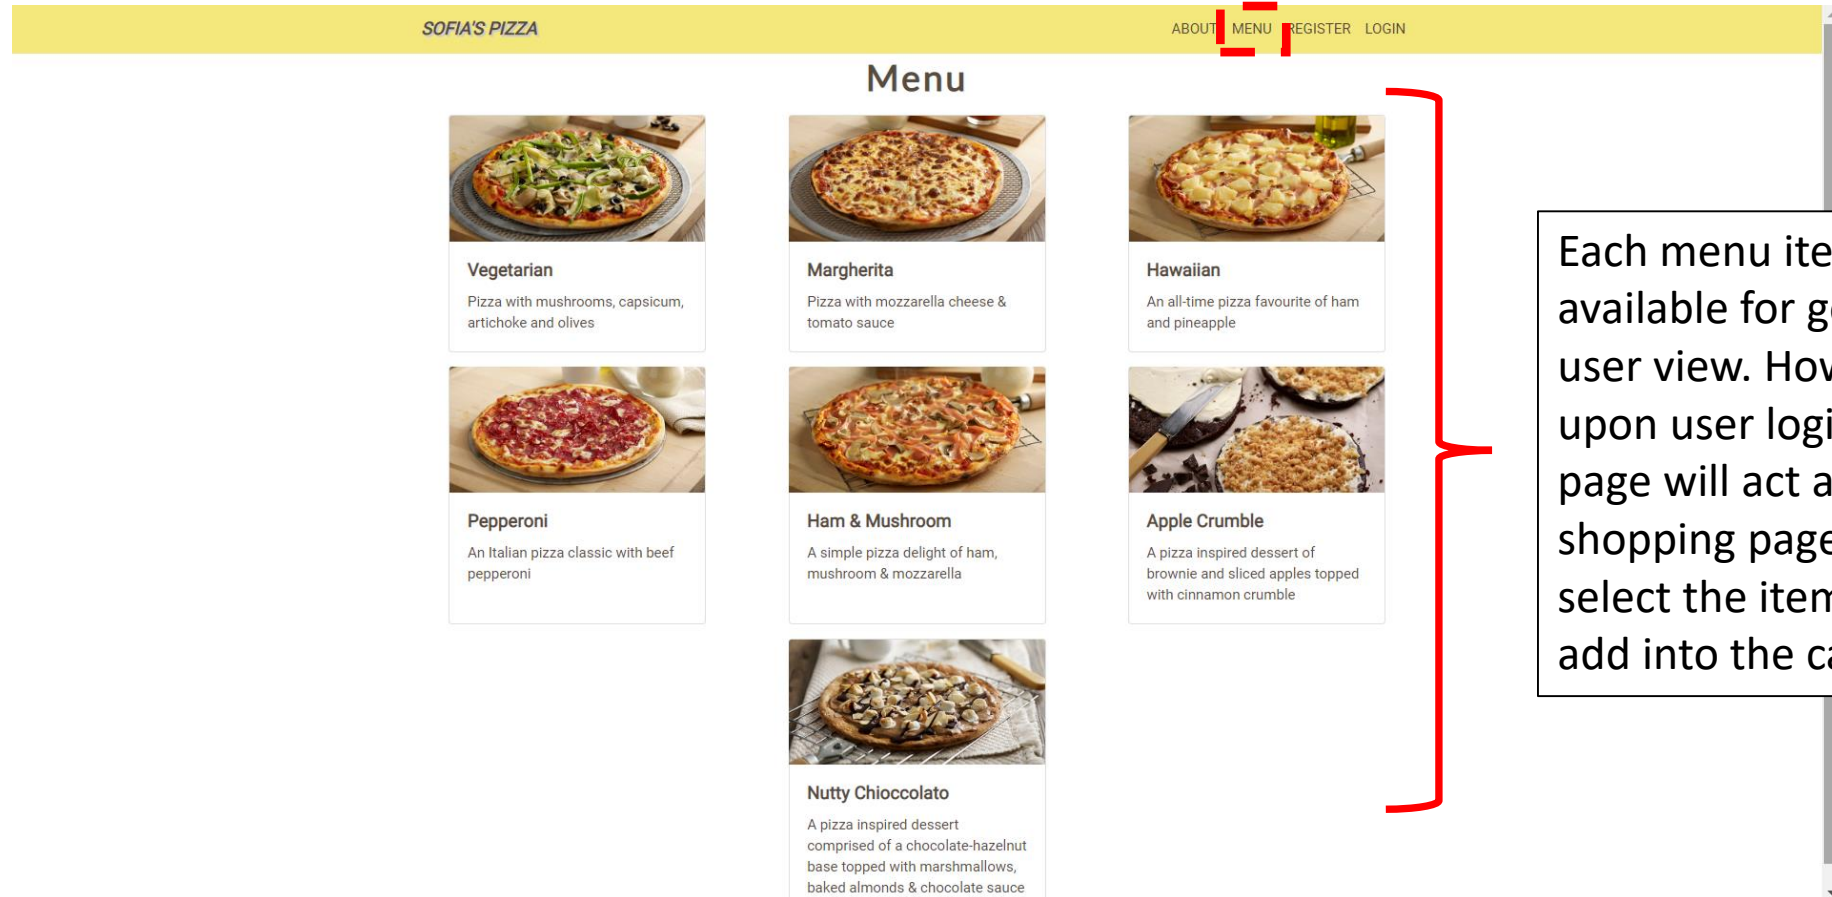 SOFIA'S PIZZA
ABOUT MENU REGISTER LOGIN
Menu
Vegetarian
Pizza with mushrooms, capsicum,
artichoke and olives
Margherita
Pizza with mozzarella cheese &
tomato sauce
Hawaiian
An all-time pizza favourite of ham
and pineapple
Pepperoni
An Italian pizza classic with beef
pepperoni
Ham & Mushroom
A simple pizza delight of ham,
mushroom & mozzarella
Apple Crumble
A pizza inspired dessert of
brownie and sliced apples topped
with cinnamon crumble
Nutty Chioccolato
A pizza inspired dessert
comprised of a chocolate-hazelnut
base topped with marshmallows,
baked almonds & chocolate sauce
Each menu
available for
user view.
upon user
page will act
shopping
select the
add into the